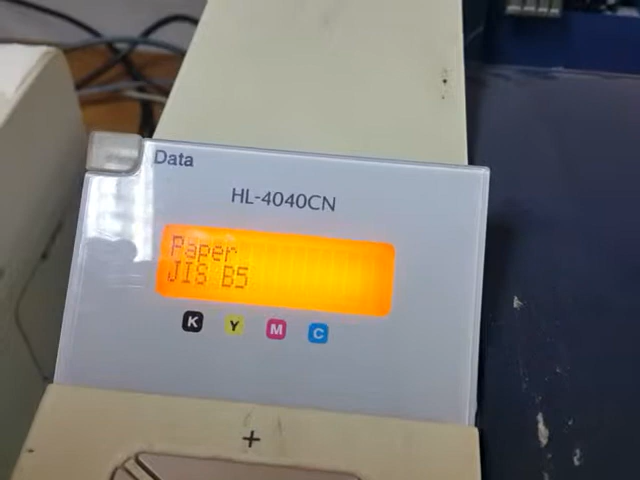 Data
HL-4040CN
Paper
JIS B5
K Y M C
+